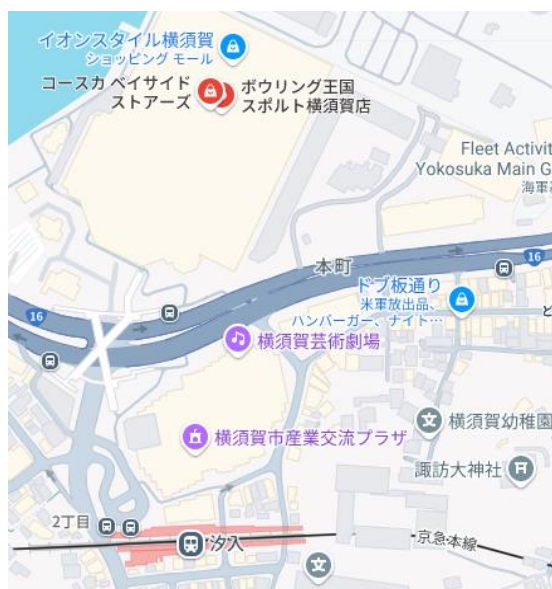 イオンスタイル横須賀
ショッピング モール
コースカ ベイサイド
ストアーズ
ボウリング王国
スポルト横須賀店
Fleet Activit
Yokosuka Main G
海軍基
本町
16
16
ドブ板通り
米軍放出品、
ハンバーガー、ナイト…
ど
横須賀芸術劇場
横須賀幼稚園
横須賀市産業交流プラザ
諏訪大神社
2丁目
汐入
京急本線
文
文